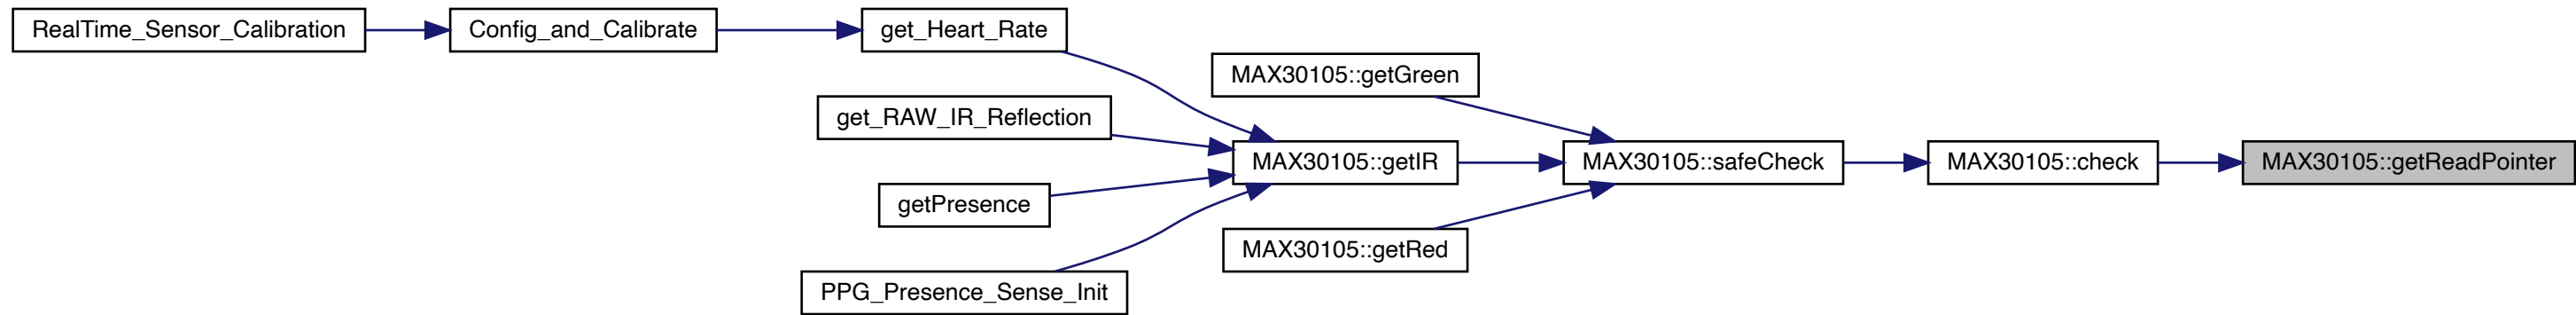 RealTime_Sensor_Calibration
Config_and_Calibrate
get_Heart_Rate
MAX30105::getGreen
get_RAW_IR_Reflection
MAX30105::getIR
MAX30105::safeCheck
MAX30105::check
MAX30105::getReadPointer
getPresence
MAX30105::getRed
PPG_Presence_Sense_Init